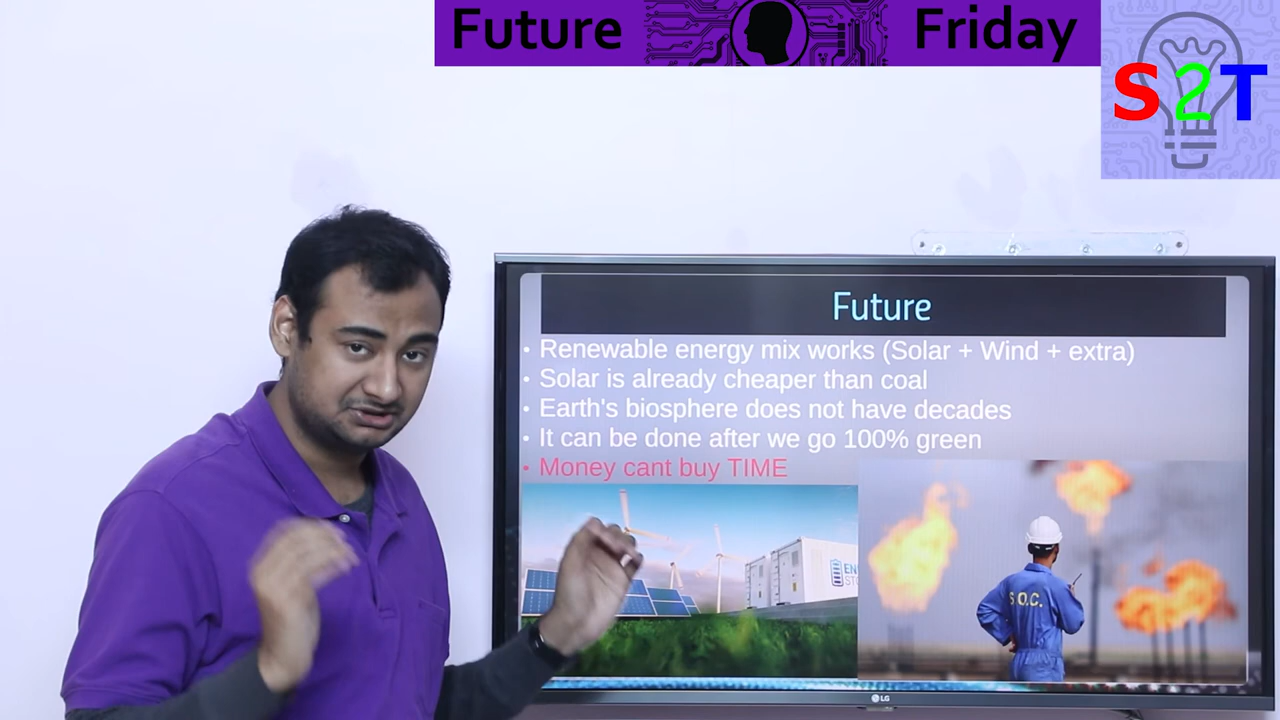 Future Friday
S2T
Future
• Renewable energy mix works (Solar + Wind + extra)
• Solar is already cheaper than coal
• Earth's biosphere does not have decades
• It can be done after we go 100% green
• Money cant buy TIME
S.O.C.
LG